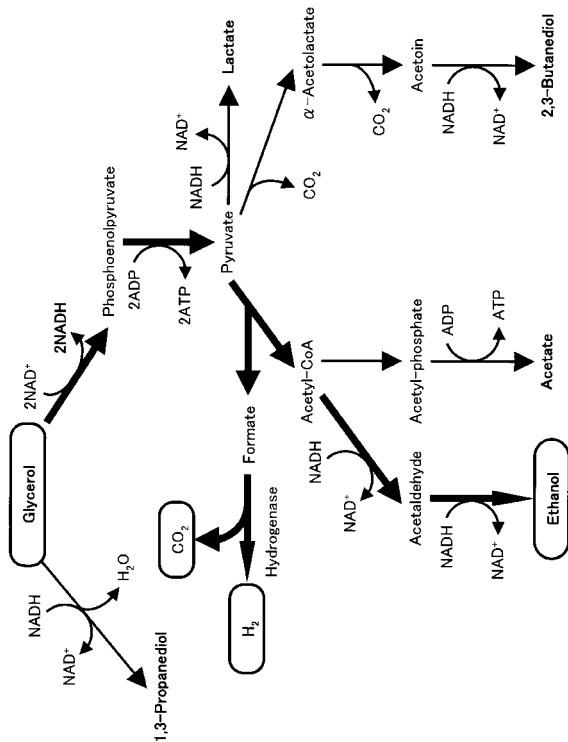 Glycerol
2NAD⁺
2NADH
Phosphoenolpyruvate
2ADP
2ATP
Pyruvate
NADH
NAD⁺
Lactate
NADH
NAD⁺
H₂O
1,3-Propanediol
CO₂
α-Acetolactate
CO₂
Acetoin
NADH
NAD⁺
2,3-Butanediol
Formate
CO₂
Hydrogenase
H₂
Acetyl-CoA
NADH
NAD⁺
Acetaldehyde
NADH
NAD⁺
Ethanol
Acetyl-phosphate
ADP
ATP
Acetate